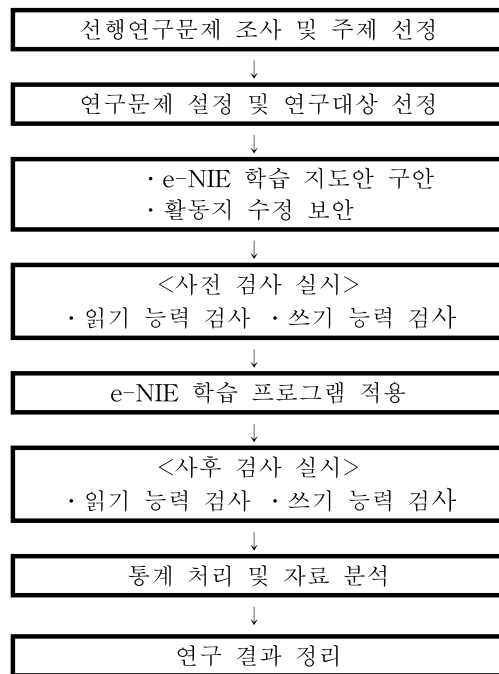 선행연구문제 조사 및 주제 선정
↓
연구문제 설정 및 연구대상 선정
↓
· e-NIE 학습 지도안 구안
· 활동지 수정 보안
↓
<사전 검사 실시>
· 읽기 능력 검사 · 쓰기 능력 검사
↓
e-NIE 학습 프로그램 적용
↓
<사후 검사 실시>
· 읽기 능력 검사 · 쓰기 능력 검사
↓
통계 처리 및 자료 분석
↓
연구 결과 정리